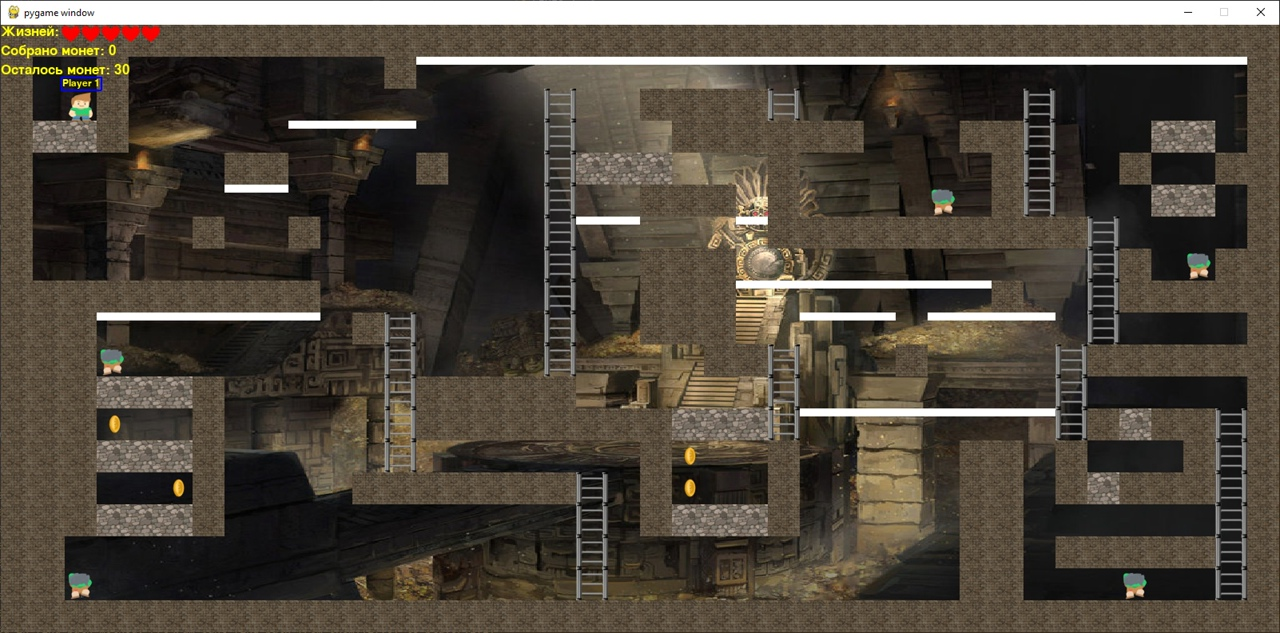 pygame window
Жизней:
Собрано монет: 0
Осталось монет: 30
Player 1